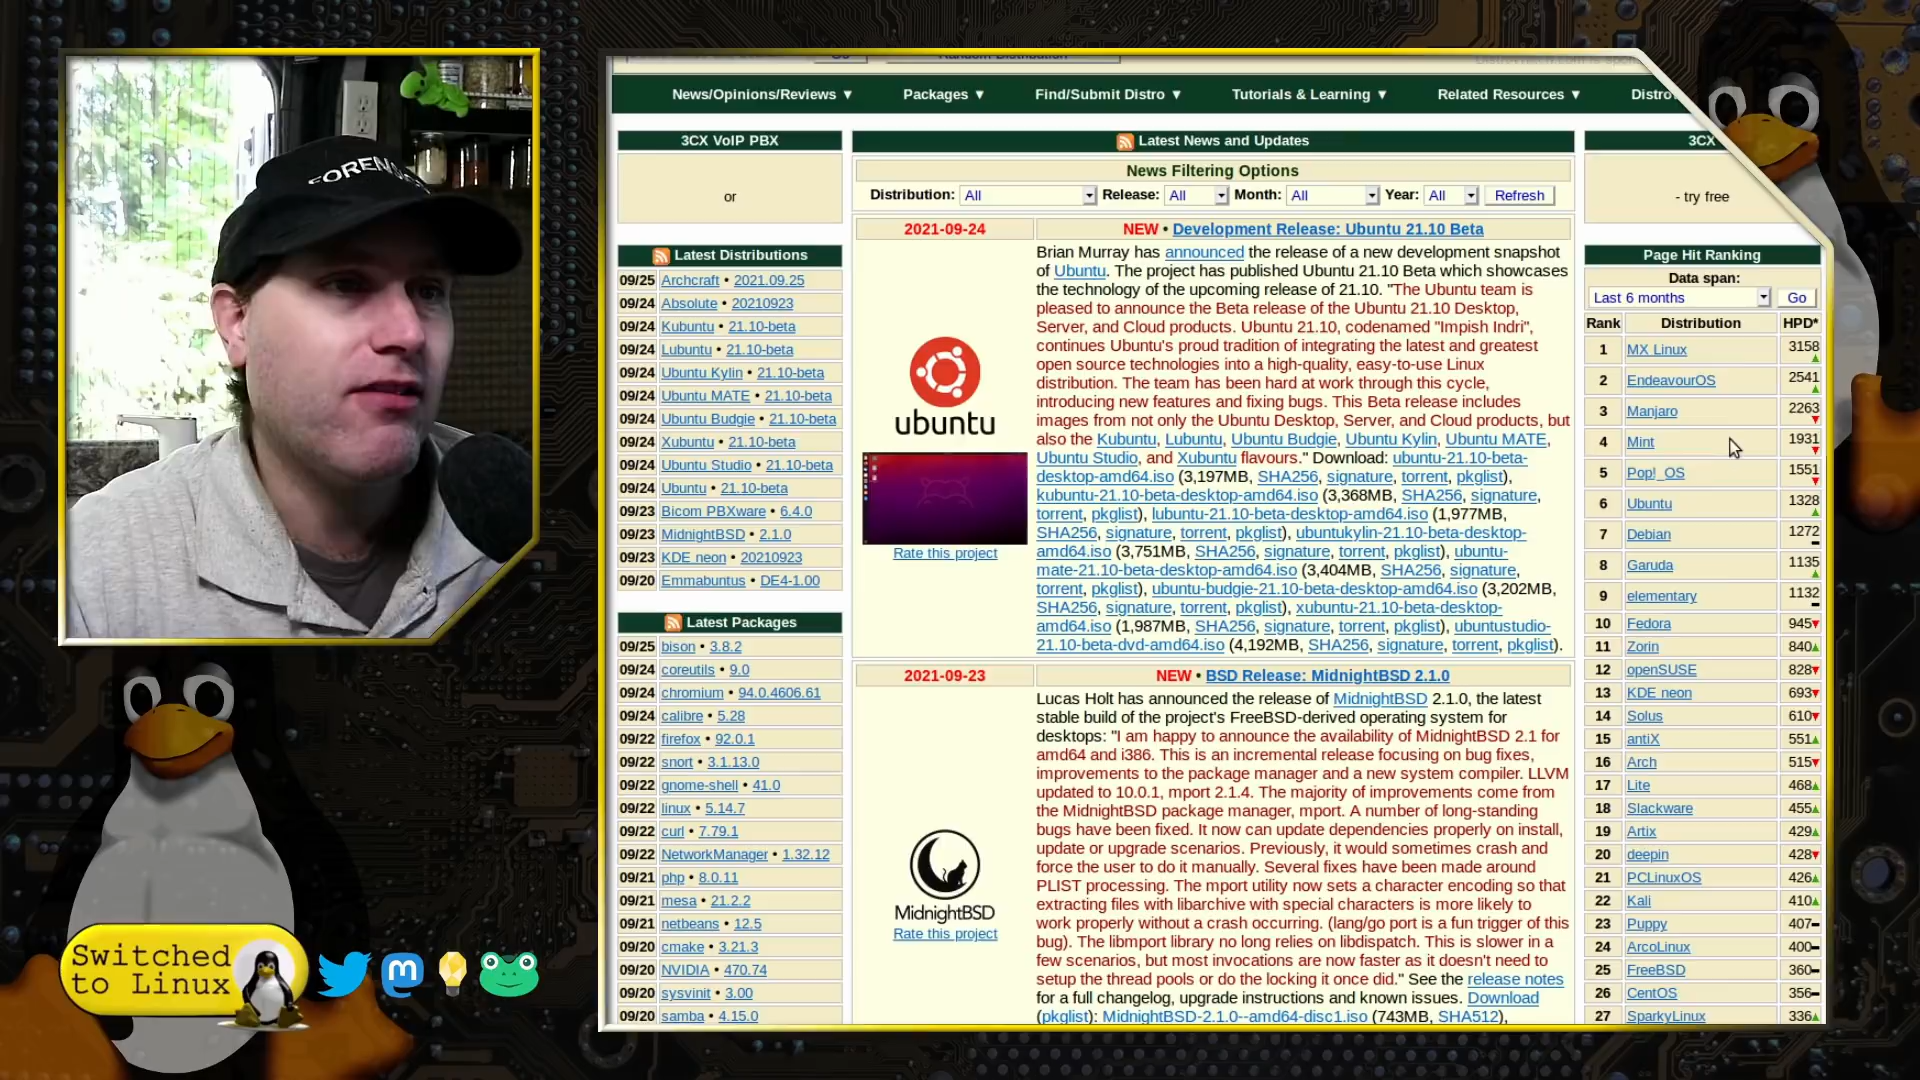 FORENS
Switched
to Linux
Go
Random Distribution
News/Opinions/Reviews ▼ Packages ▼ Find/Submit Distro ▼ Tutorials & Learning ▼ Related Resources ▼
3CX VoIP PBX
or
Latest Distributions
09/25 Archcraft • 2021.09.25
09/24 Absolute • 20210923
09/24 Kubuntu • 21.10-beta
09/24 Lubuntu • 21.10-beta
09/24 Ubuntu Kylin • 21.10-beta
09/24 Ubuntu MATE • 21.10-beta
09/24 Ubuntu Budgie • 21.10-beta
09/24 Xubuntu • 21.10-beta
09/24 Ubuntu Studio • 21.10-beta
09/24 Ubuntu • 21.10-beta
09/23 Bicom PBXware • 6.4.0
09/23 MidnightBSD • 2.1.0
09/23 KDE neon • 20210923
09/20 Emmabuntus • DE4-1.00
Latest Packages
09/25 bison • 3.8.2
09/24 coreutils • 9.0
09/24 chromium • 94.0.4606.61
09/24 calibre • 5.28
09/22 firefox • 92.0.1
09/22 snort • 3.1.13.0
09/22 gnome-shell • 41.0
09/22 linux • 5.14.7
09/22 curl • 7.79.1
09/22 NetworkManager • 1.32.12
09/21 php • 8.0.11
09/21 mesa • 21.2.2
09/21 netbeans • 12.5
09/20 cmake • 3.21.3
09/20 NVIDIA • 470.74
09/20 sysvinit • 3.00
09/20 samba • 4.15.0
Latest News and Updates
News Filtering Options
Distribution: All Release: All Month: All Year: All Refresh
2021-09-24
NEW • Development Release: Ubuntu 21.10 Beta
ubuntu
Rate this project
Brian Murray has announced the release of a new development snapshot
of Ubuntu. The project has published Ubuntu 21.10 Beta which showcases
the technology of the upcoming release of 21.10. "The Ubuntu team is
pleased to announce the Beta release of the Ubuntu 21.10 Desktop,
Server, and Cloud products. Ubuntu 21.10, codenamed "Impish Indri",
continues Ubuntu's proud tradition of integrating the latest and greatest
open source technologies into a high-quality, easy-to-use Linux
distribution. The team has been hard at work through this cycle,
introducing new features and fixing bugs. This Beta release includes
images from not only the Ubuntu Desktop, Server, and Cloud products, but
also the Kubuntu, Lubuntu, Ubuntu Budgie, Ubuntu Kylin, Ubuntu MATE,
Ubuntu Studio, and Xubuntu flavours." Download: ubuntu-21.10-beta-
desktop-amd64.iso (3,197MB, SHA256, signature, torrent, pkglist),
kubuntu-21.10-beta-desktop-amd64.iso (3,368MB, SHA256, signature,
torrent, pkglist), lubuntu-21.10-beta-desktop-amd64.iso (1,977MB,
SHA256, signature, torrent, pkglist), ubuntukylin-21.10-beta-desktop-
amd64.iso (3,751MB, SHA256, signature, torrent, pkglist), ubuntu-
mate-21.10-beta-desktop-amd64.iso (3,404MB, SHA256, signature,
torrent, pkglist), ubuntu-budgie-21.10-beta-desktop-amd64.iso (3,202MB,
SHA256, signature, torrent, pkglist), xubuntu-21.10-beta-desktop-
amd64.iso (1,987MB, SHA256, signature, torrent, pkglist), ubuntustudio-
21.10-beta-dvd-amd64.iso (4,192MB, SHA256, signature, torrent, pkglist).
2021-09-23
NEW • BSD Release: MidnightBSD 2.1.0
MidnightBSD
Rate this project
Lucas Holt has announced the release of MidnightBSD 2.1.0, the latest
stable build of the project's FreeBSD-derived operating system for
desktops: "I am happy to announce the availability of MidnightBSD 2.1 for
amd64 and i386. This is an incremental release focusing on bug fixes,
improvements to the package manager and a new system compiler. LLVM
updated to 10.0.1, mport 2.1.4. The majority of improvements come from
the MidnightBSD package manager, mport. A number of long-standing
bugs have been fixed. It now can update dependencies properly on install,
update or upgrade scenarios. Previously, it would sometimes crash and
force the user to do it manually. Several fixes have been made around
PLIST processing. The mport utility now sets a character encoding so that
extracting files with libarchive with special characters is more likely to
work properly without a crash occurring. (lang/go port is a fun trigger of this
bug). The libmport library no long relies on libdispatch. This is slower in a
few scenarios, but most invocations are now faster as it doesn't need to
setup the thread pools or do the locking it once did." See the release notes
for a full changelog, upgrade instructions and known issues. Download
(pkglist): MidnightBSD-2.1.0--amd64-disc1.iso (743MB, SHA512),
3CX
- try free
Page Hit Ranking
Data span:
Last 6 months Go
Rank Distribution HPD*
1 MX Linux 3158
2 EndeavourOS 2541
3 Manjaro 2263
4 Mint 1931
5 Pop!_OS 1551
6 Ubuntu 1328
7 Debian 1272
8 Garuda 1135
9 elementary 1132
10 Fedora 945
11 Zorin 840
12 openSUSE 828
13 KDE neon 693
14 Solus 610
15 antiX 551
16 Arch 515
17 Lite 468
18 Slackware 455
19 Artix 429
20 deepin 428
21 PCLinuxOS 426
22 Kali 410
23 Puppy 407
24 ArcoLinux 400
25 FreeBSD 360
26 CentOS 356
27 SparkyLinux 336